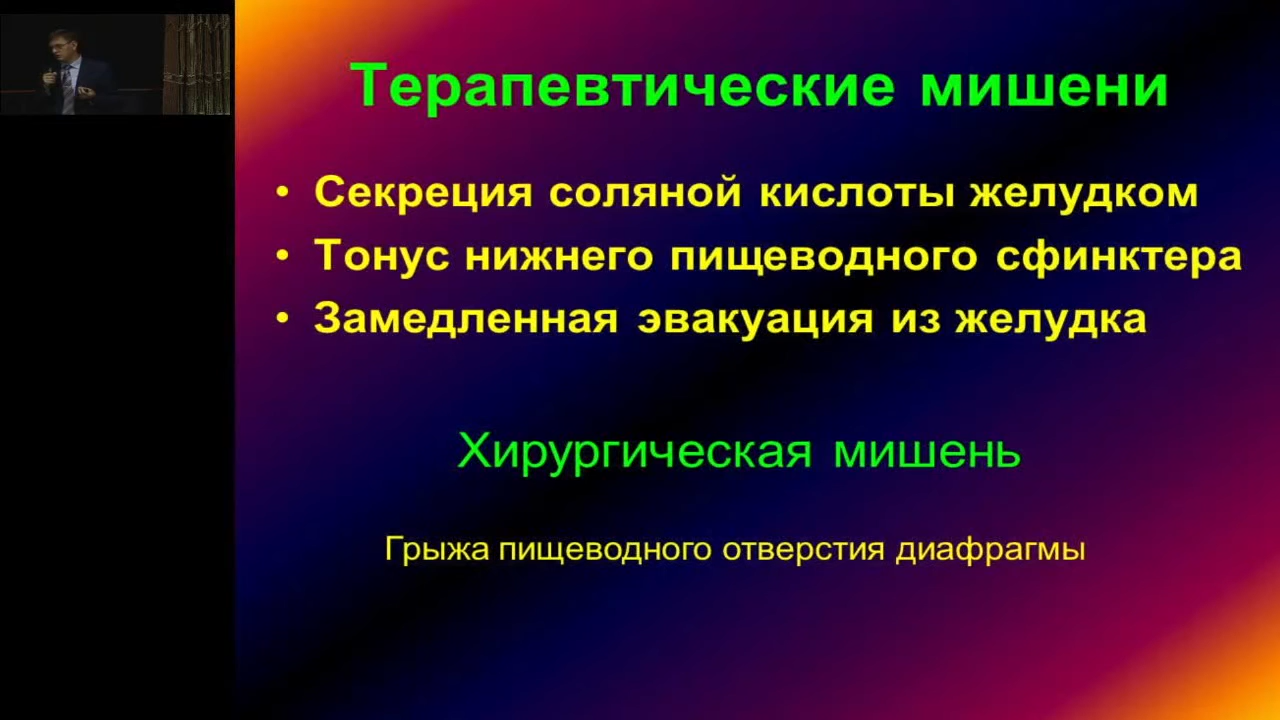 Терапевтические мишени
• Секреция соляной кислоты желудком
• Тонус нижнего пищеводного сфинктера
• Замедленная эвакуация из желудка
Хирургическая мишень
Грыжа пищеводного отверстия диафрагмы